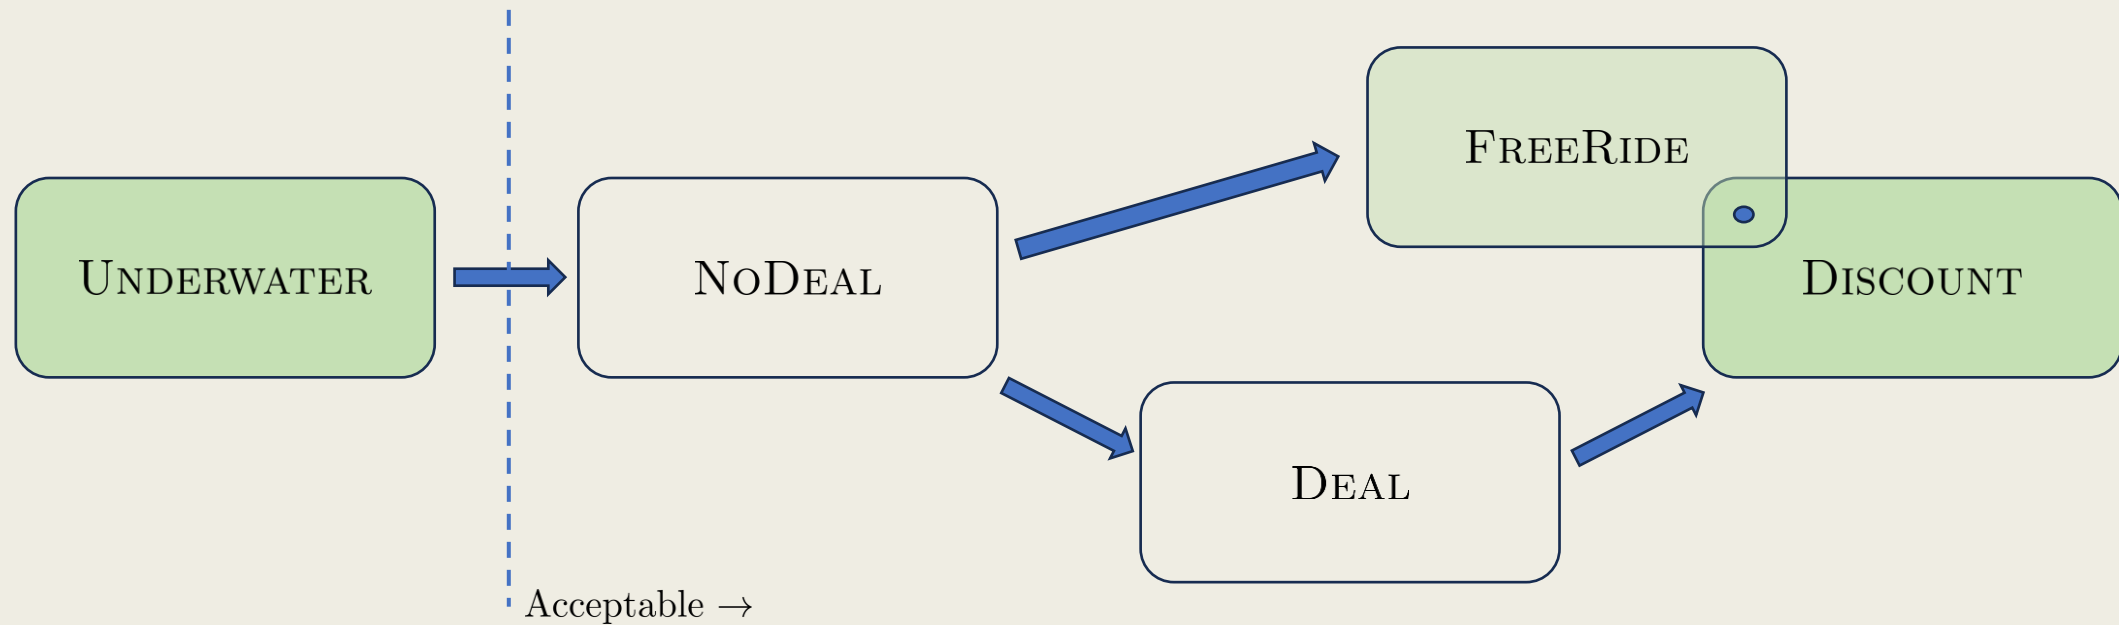 FreeRide
Underwater
NoDeal
Discount
Deal
Acceptable →